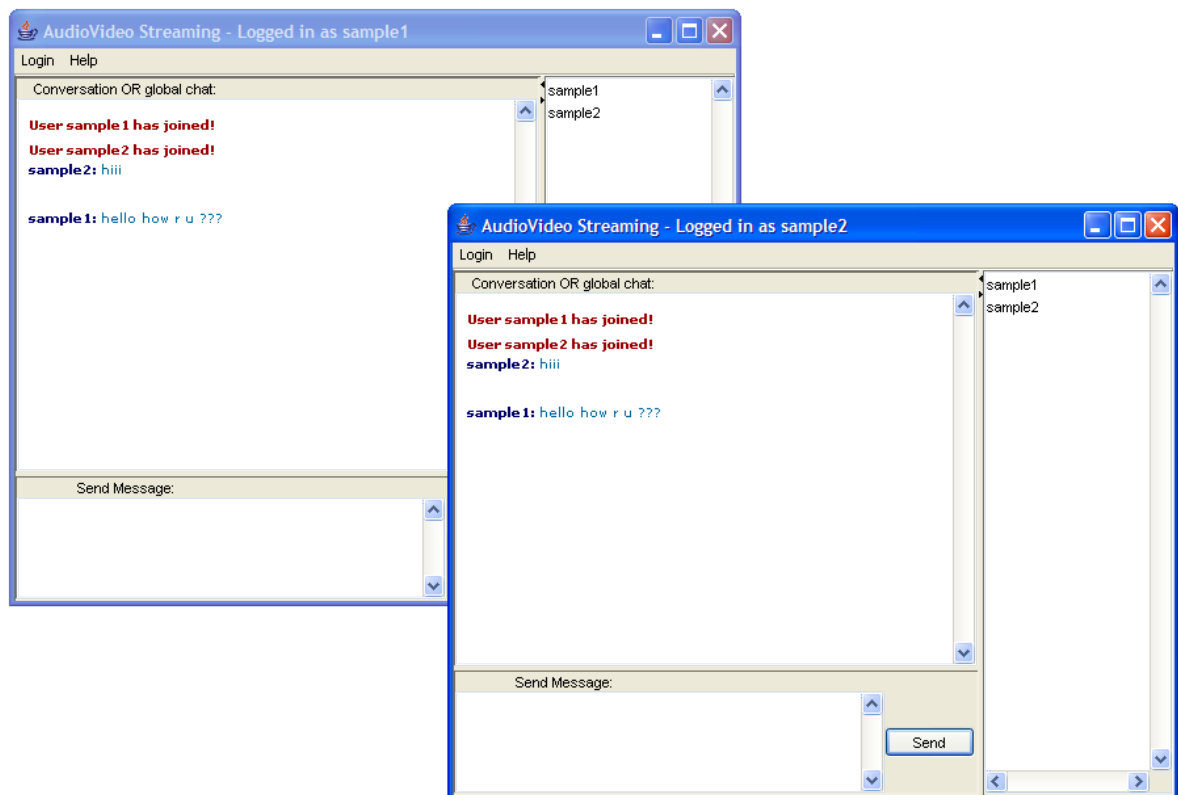 AudioVideo Streaming - Logged in as sample1
Login Help
Conversation OR global chat:
User sample1 has joined!
User sample2 has joined!
sample2: hiii
sample1: hello how r u ???
sample1
sample2
Send Message:
AudioVideo Streaming - Logged in as sample2
Login Help
Conversation OR global chat:
User sample1 has joined!
User sample2 has joined!
sample2: hiii
sample1: hello how r u ???
sample1
sample2
Send Message:
Send